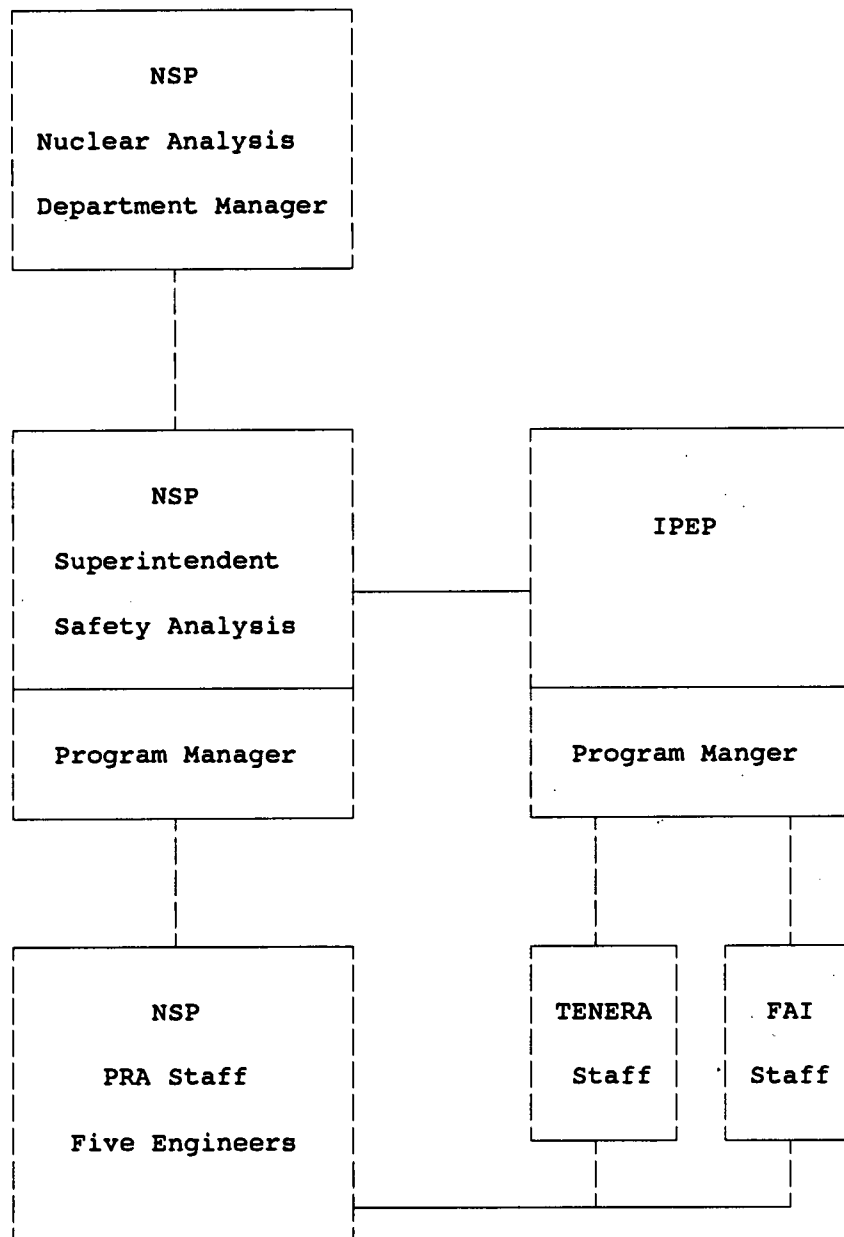 NSP
Nuclear Analysis
Department Manager
NSP
Superintendent
Safety Analysis
Program Manager
IPEP
Program Manger
NSP
PRA Staff
Five Engineers
TENERA
Staff
FAI
Staff